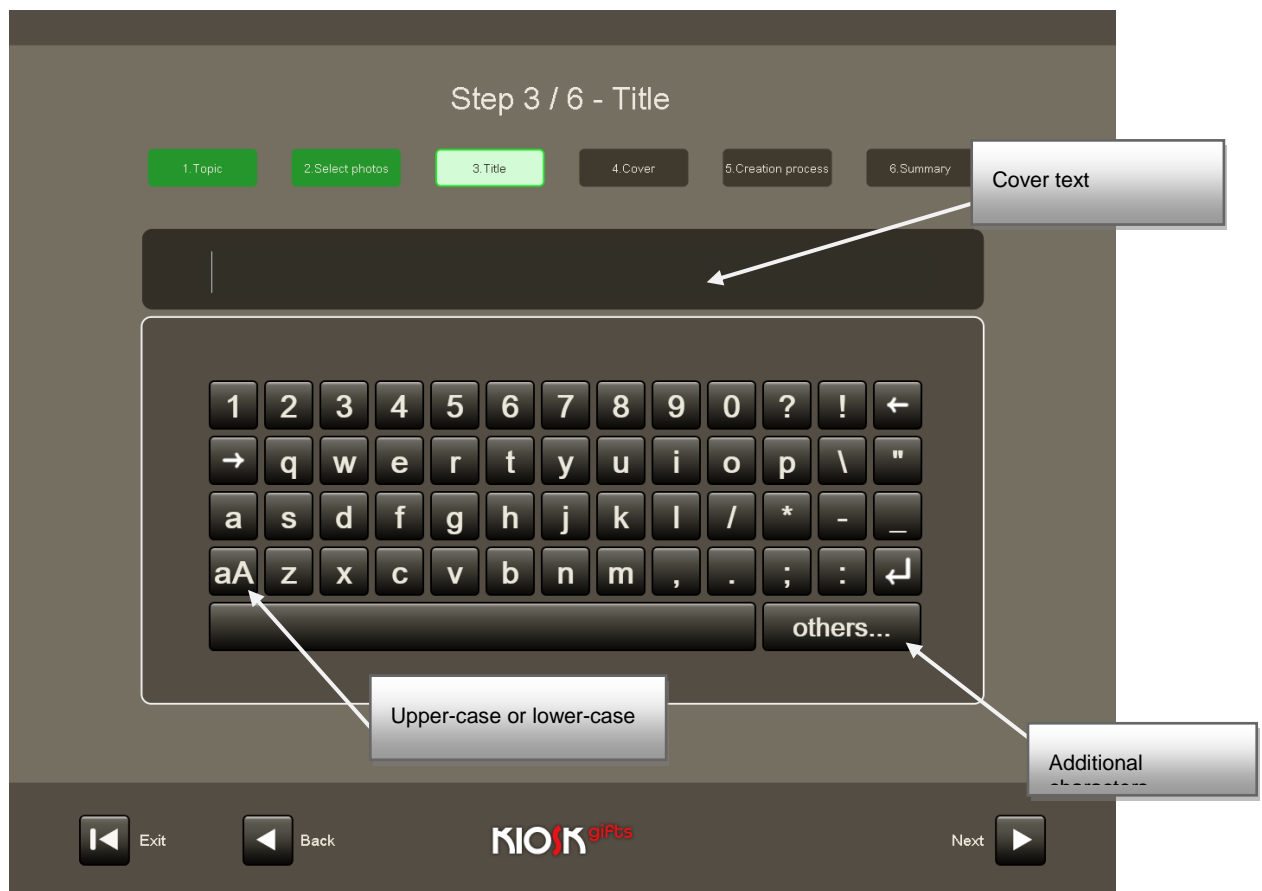 Step 3 / 6 - Title
1.Topic 2.Select photos 3.Title 4.Cover 5.Creation process 6.Summary
Cover text
1 2 3 4 5 6 7 8 9 0 ? ! ←
→ q w e r t y u i o p \ "
a s d f g h j k l / * - _
aA z x c v b n m , . ; : ↵
others...
Upper-case or lower-case
Additional
characters
Exit Back KIOSK gifts Next